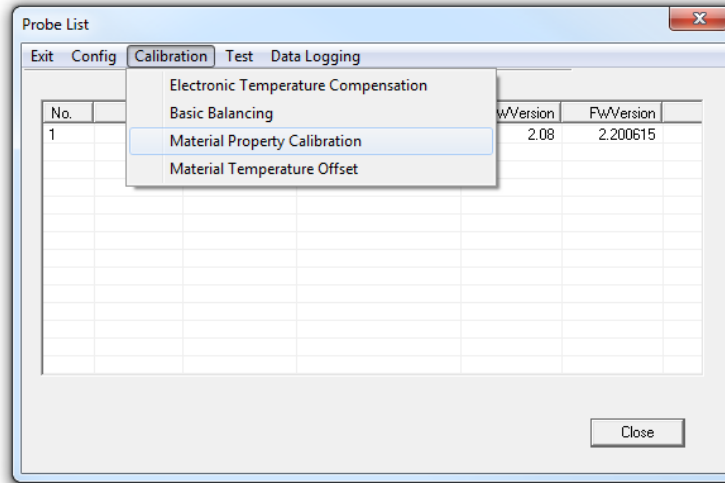 Probe List
Exit Config Calibration Test Data Logging
Electronic Temperature Compensation
Basic Balancing
Material Property Calibration
Material Temperature Offset
No. FWVersion
1 2.08 2.200615
Close